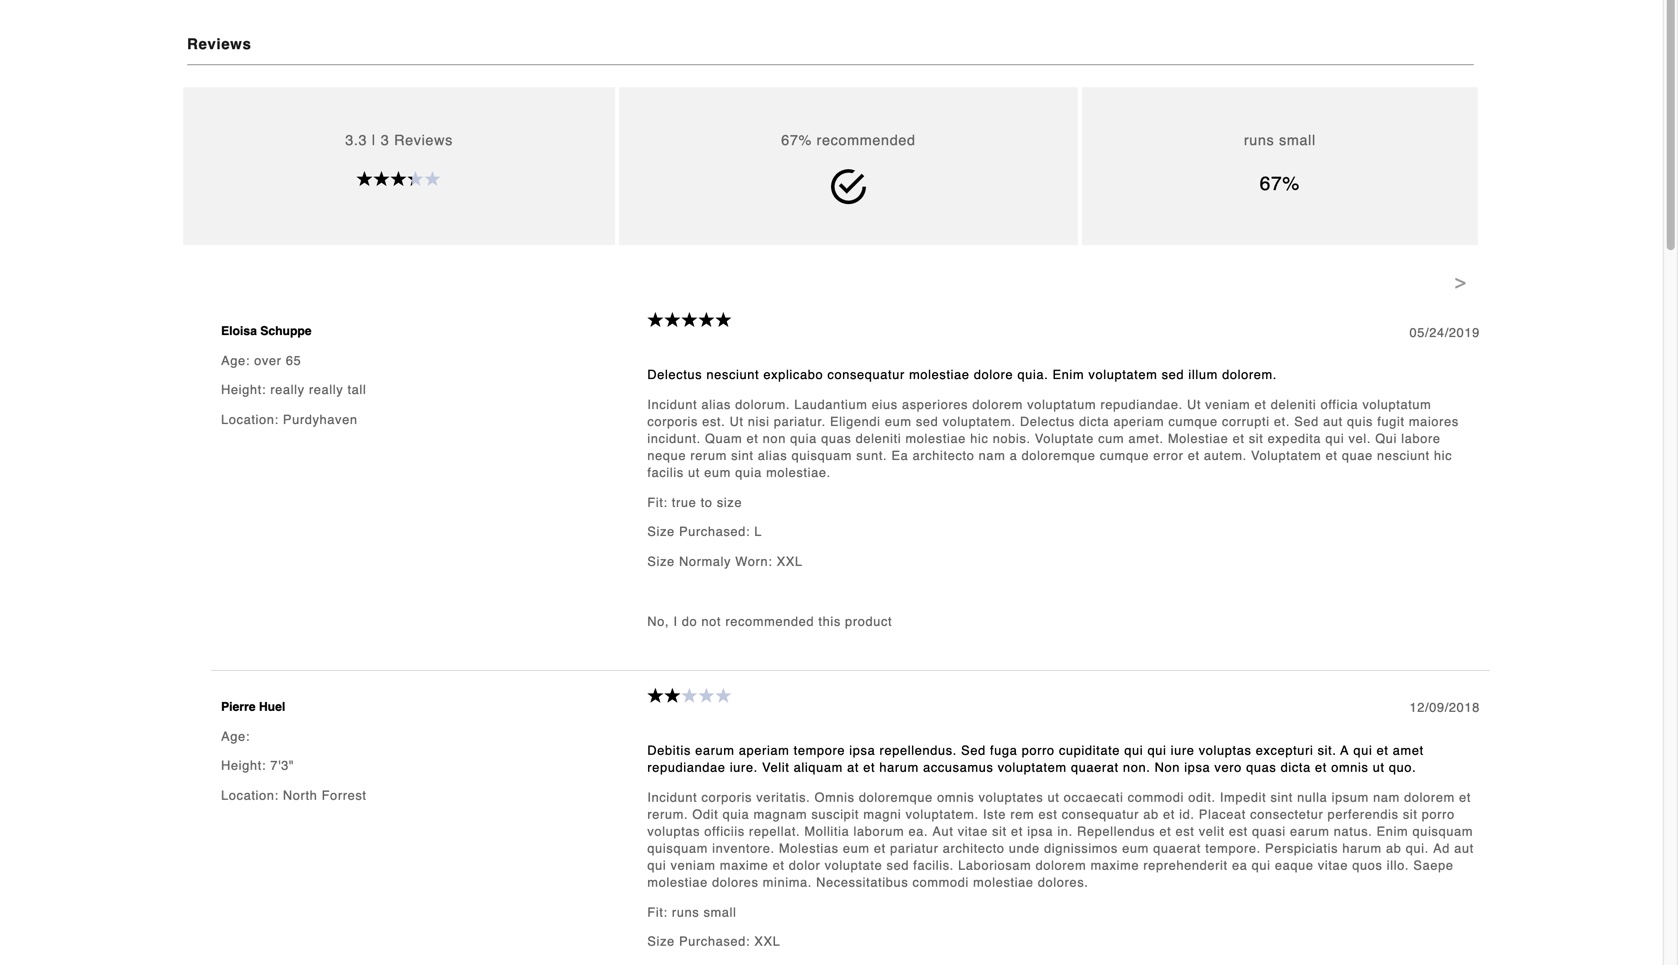 Reviews
3.3 | 3 Reviews
67% recommended
runs small
67%
>
Eloisa Schuppe
Age: over 65
Height: really really tall
Location: Purdyhaven
05/24/2019
Delectus nesciunt explicabo consequatur molestiae dolore quia. Enim voluptatem sed illum dolorem.
Incidunt alias dolorum. Laudantium eius asperiores dolorem voluptatum repudiandae. Ut veniam et deleniti officia voluptatum
corporis est. Ut nisi pariatur. Eligendi eum sed voluptatem. Delectus dicta aperiam cumque corrupti et. Sed aut quis fugit maiores
incidunt. Quam et non quia quas deleniti molestiae hic nobis. Voluptate cum amet. Molestiae et sit expedita qui vel. Qui labore
neque rerum sint alias quisquam sunt. Ea architecto nam a doloremque cumque error et autem. Voluptatem et quae nesciunt hic
facilis ut eum quia molestiae.
Fit: true to size
Size Purchased: L
Size Normaly Worn: XXL
No, I do not recommended this product
Pierre Huel
Age:
Height: 7'3"
Location: North Forrest
12/09/2018
Debitis earum aperiam tempore ipsa repellendus. Sed fuga porro cupiditate qui qui iure voluptas excepturi sit. A qui et amet
repudiandae iure. Velit aliquam at et harum accusamus voluptatem quaerat non. Non ipsa vero quas dicta et omnis ut quo.
Incidunt corporis veritatis. Omnis doloremque omnis voluptates ut occaecati commodi odit. Impedit sint nulla ipsum nam dolorem et
rerum. Odit quia magnam suscipit magni voluptatem. Iste rem est consequatur ab et id. Placeat consectetur perferendis sit porro
voluptas officiis repellat. Mollitia laborum ea. Aut vitae sit et ipsa in. Repellendus et est velit est quasi earum natus. Enim quisquam
quisquam inventore. Molestias eum et pariatur architecto unde dignissimos eum quaerat tempore. Perspiciatis harum ab qui. Ad aut
qui veniam maxime et dolor voluptate sed facilis. Laboriosam dolorem maxime reprehenderit ea qui eaque vitae quos illo. Saepe
molestiae dolores minima. Necessitatibus commodi molestiae dolores.
Fit: runs small
Size Purchased: XXL